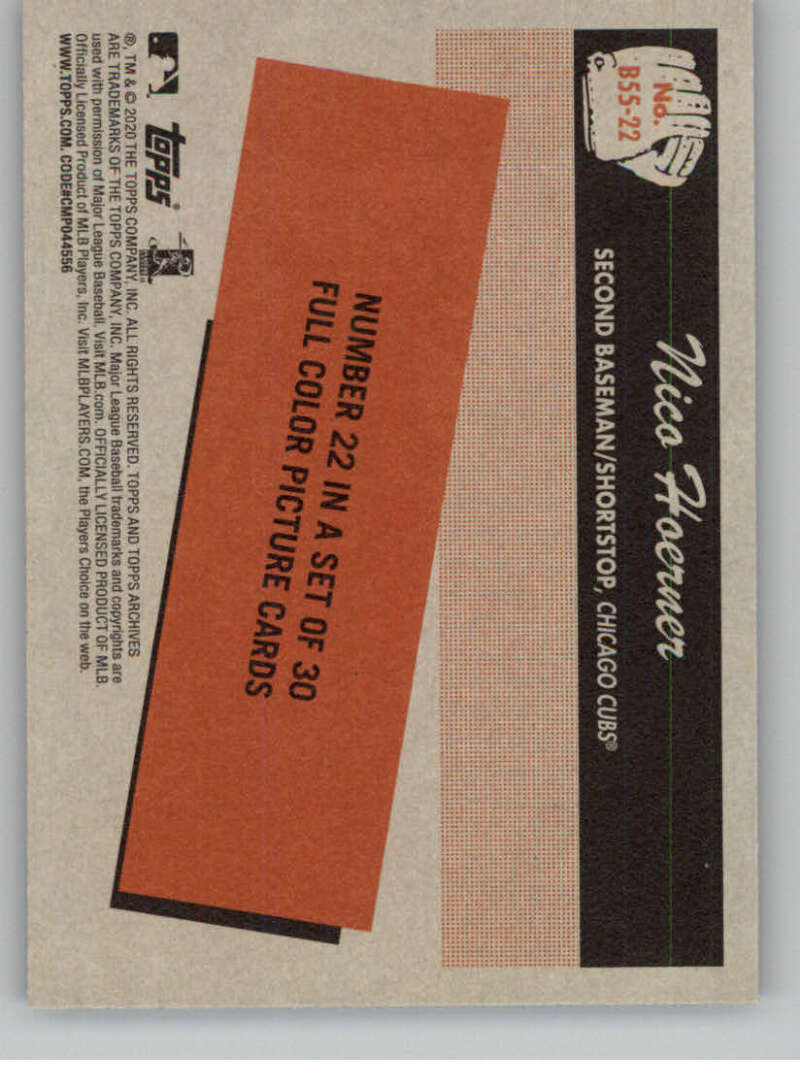 No.
B55-22
Nico Hoerner
SECOND BASEMAN/SHORTSTOP, CHICAGO CUBS®
NUMBER 22 IN A SET OF 30
FULL COLOR PICTURE CARDS
topps®
®, TM & © 2020 THE TOPPS COMPANY, INC. ALL RIGHTS RESERVED. TOPPS AND TOPPS ARCHIVES
ARE TRADEMARKS OF THE TOPPS COMPANY, INC. Major League Baseball trademarks and copyrights are
used with permission of Major League Baseball. Visit MLB.com. OFFICIALLY LICENSED PRODUCT OF MLB.
Officially Licensed Product of MLB Players, Inc. Visit MLBPLAYERS.COM, the Players Choice on the web.
WWW.TOPPS.COM. CODE#CMP044556